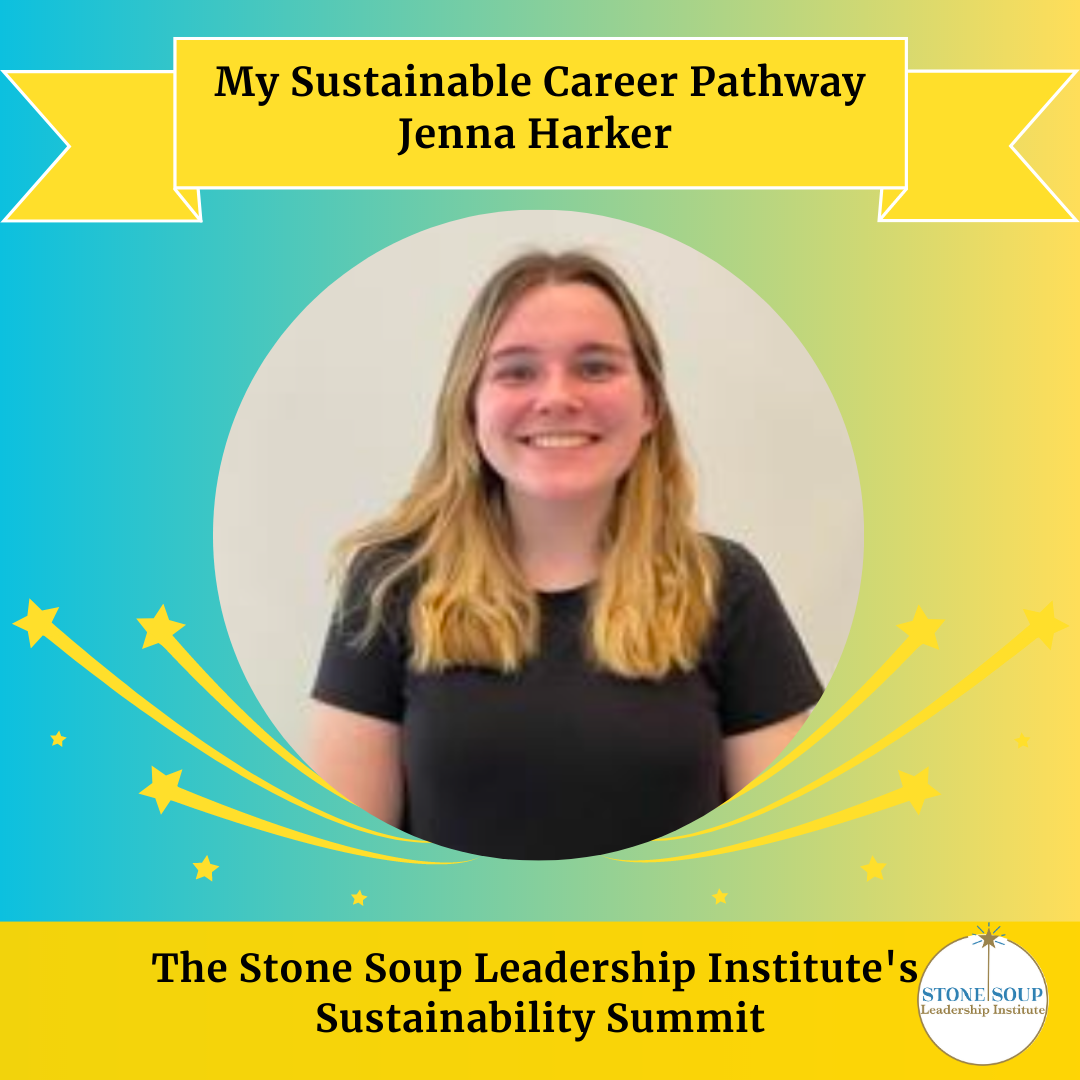 My Sustainable Career Pathway
Jenna Harker
The Stone Soup Leadership Institute's
Sustainability Summit
STONE SOUP
Leadership Institute